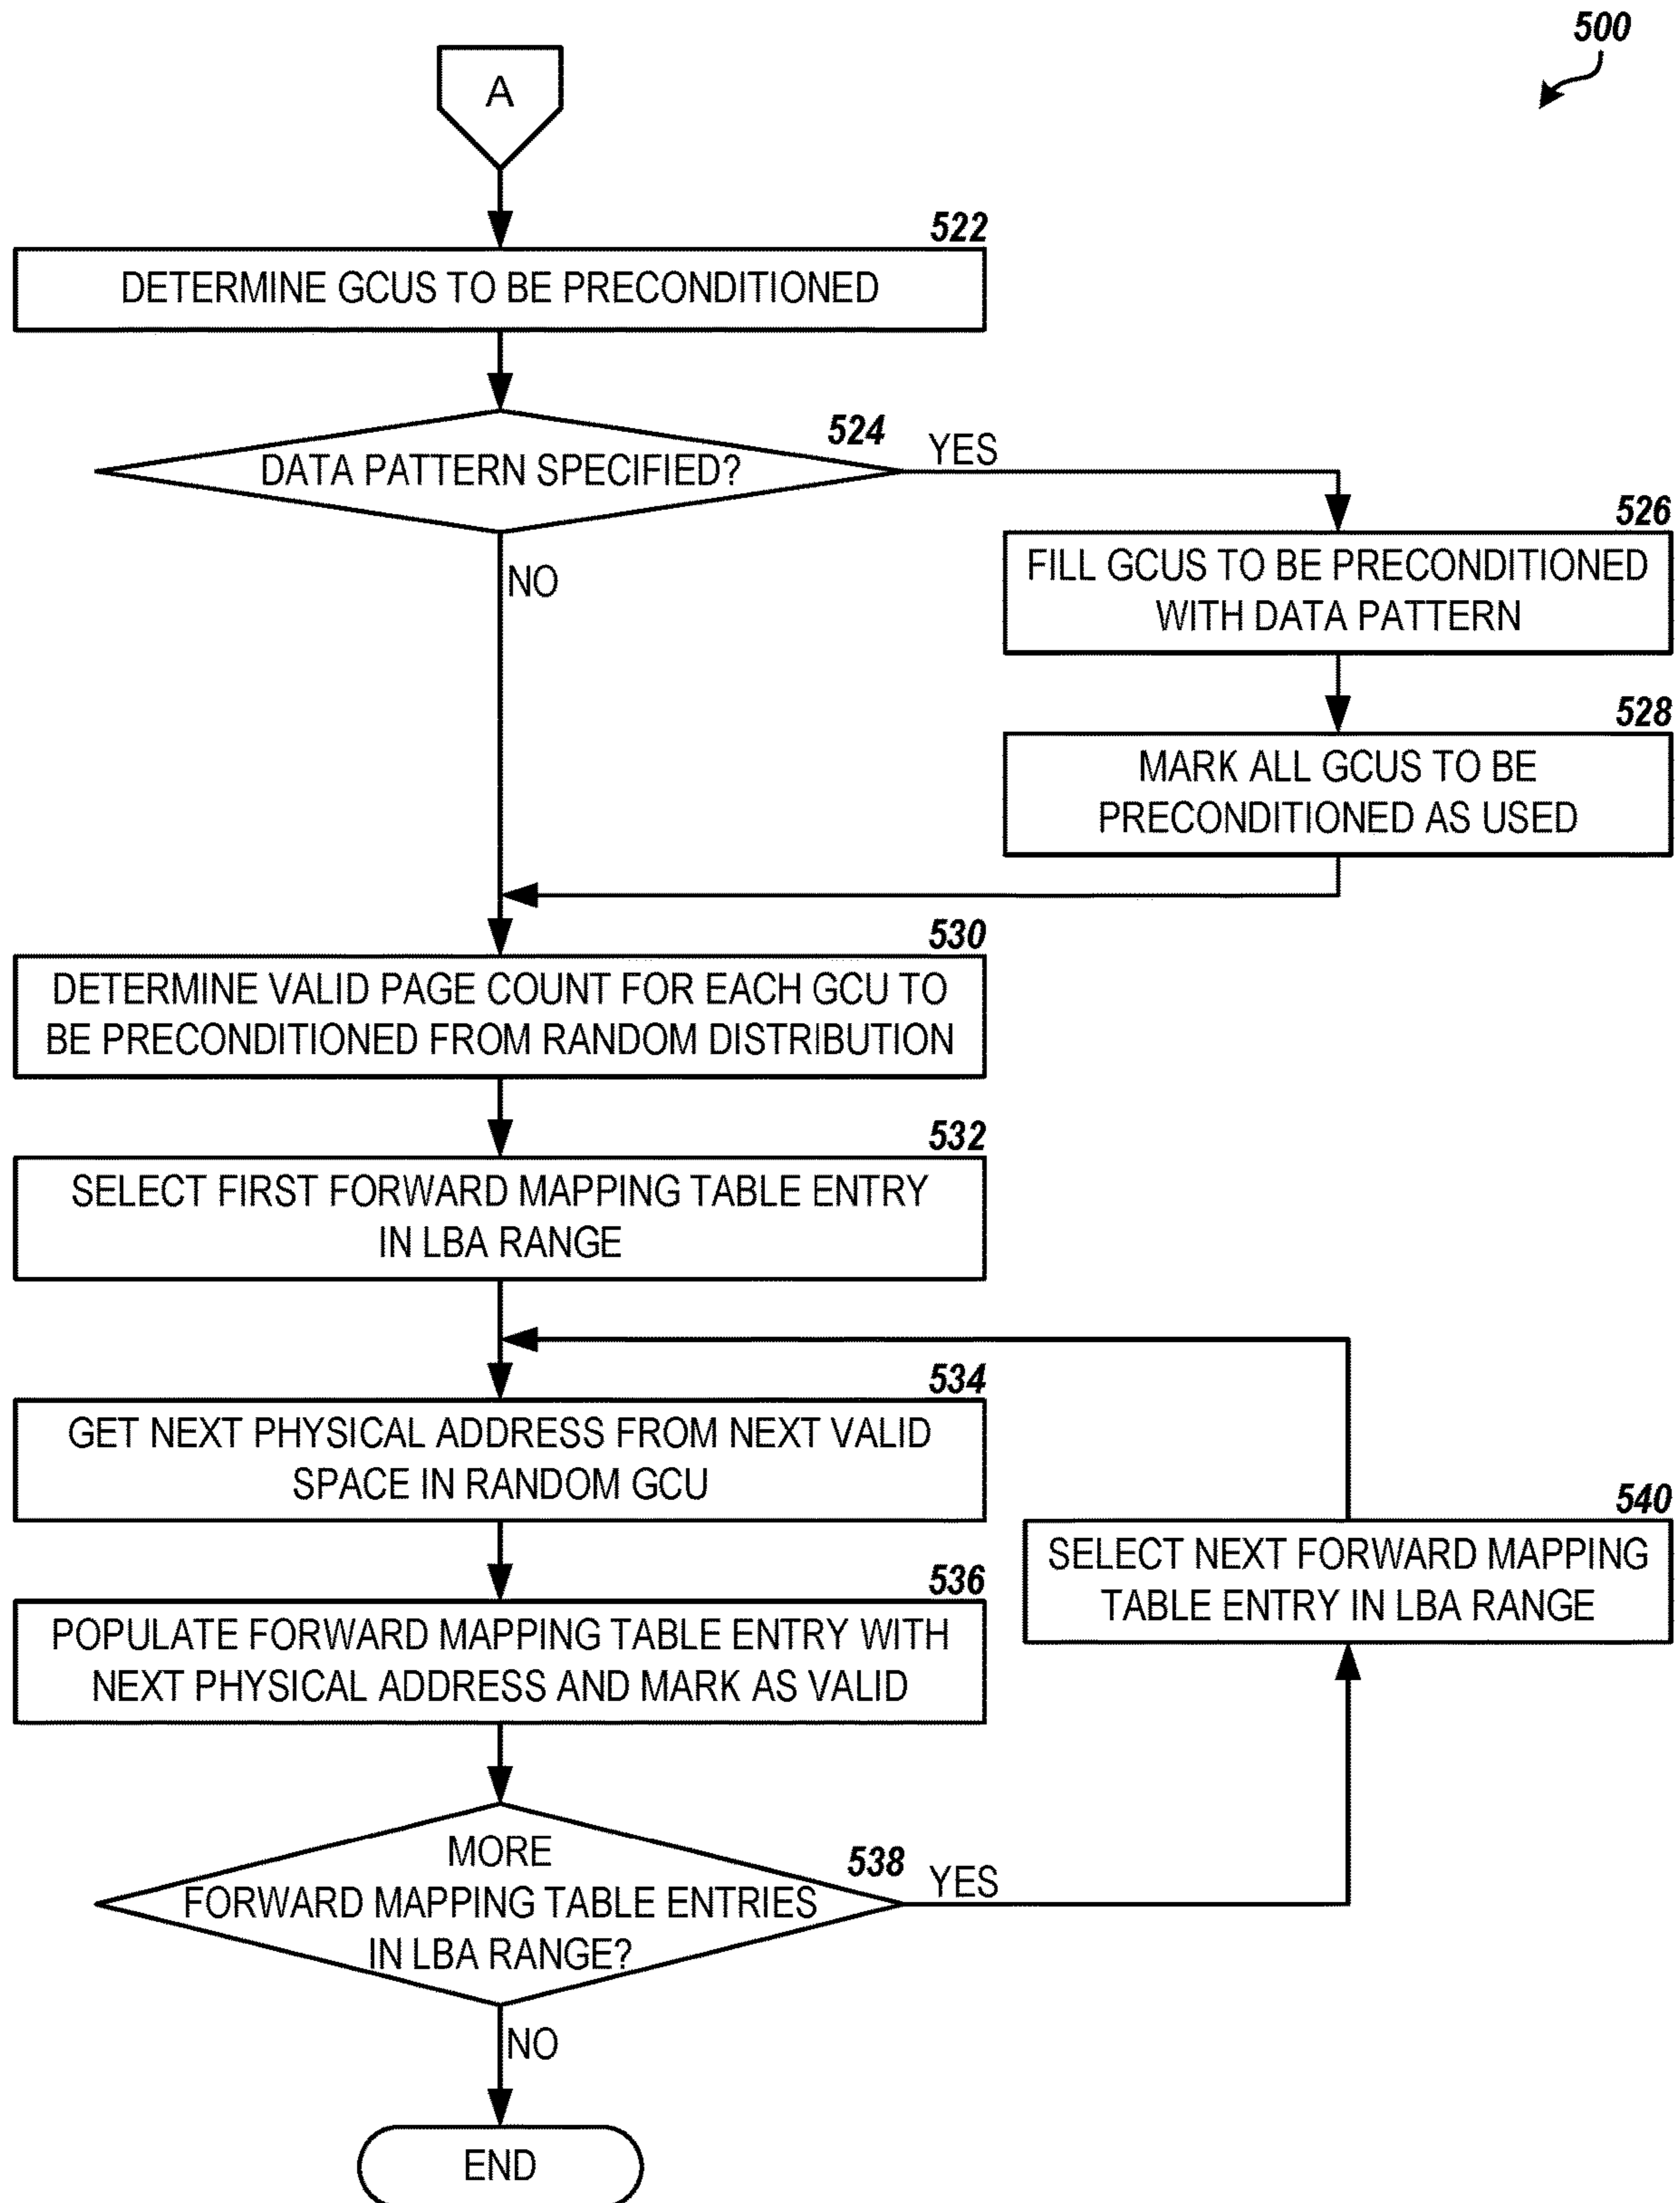 500
A
522
DETERMINE GCUS TO BE PRECONDITIONED
524
DATA PATTERN SPECIFIED?
YES
NO
526
FILL GCUS TO BE PRECONDITIONED
WITH DATA PATTERN
528
MARK ALL GCUS TO BE
PRECONDITIONED AS USED
530
DETERMINE VALID PAGE COUNT FOR EACH GCU TO
BE PRECONDITIONED FROM RANDOM DISTRIBUTION
532
SELECT FIRST FORWARD MAPPING TABLE ENTRY
IN LBA RANGE
534
GET NEXT PHYSICAL ADDRESS FROM NEXT VALID
SPACE IN RANDOM GCU
536
POPULATE FORWARD MAPPING TABLE ENTRY WITH
NEXT PHYSICAL ADDRESS AND MARK AS VALID
538
MORE
FORWARD MAPPING TABLE ENTRIES
IN LBA RANGE?
YES
540
SELECT NEXT FORWARD MAPPING
TABLE ENTRY IN LBA RANGE
NO
END